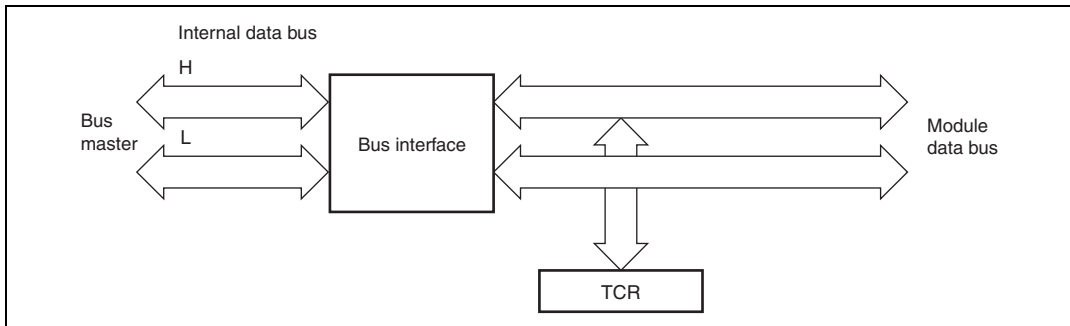 Internal data bus
H
Bus
master
L
Bus interface
Module
data bus
TCR